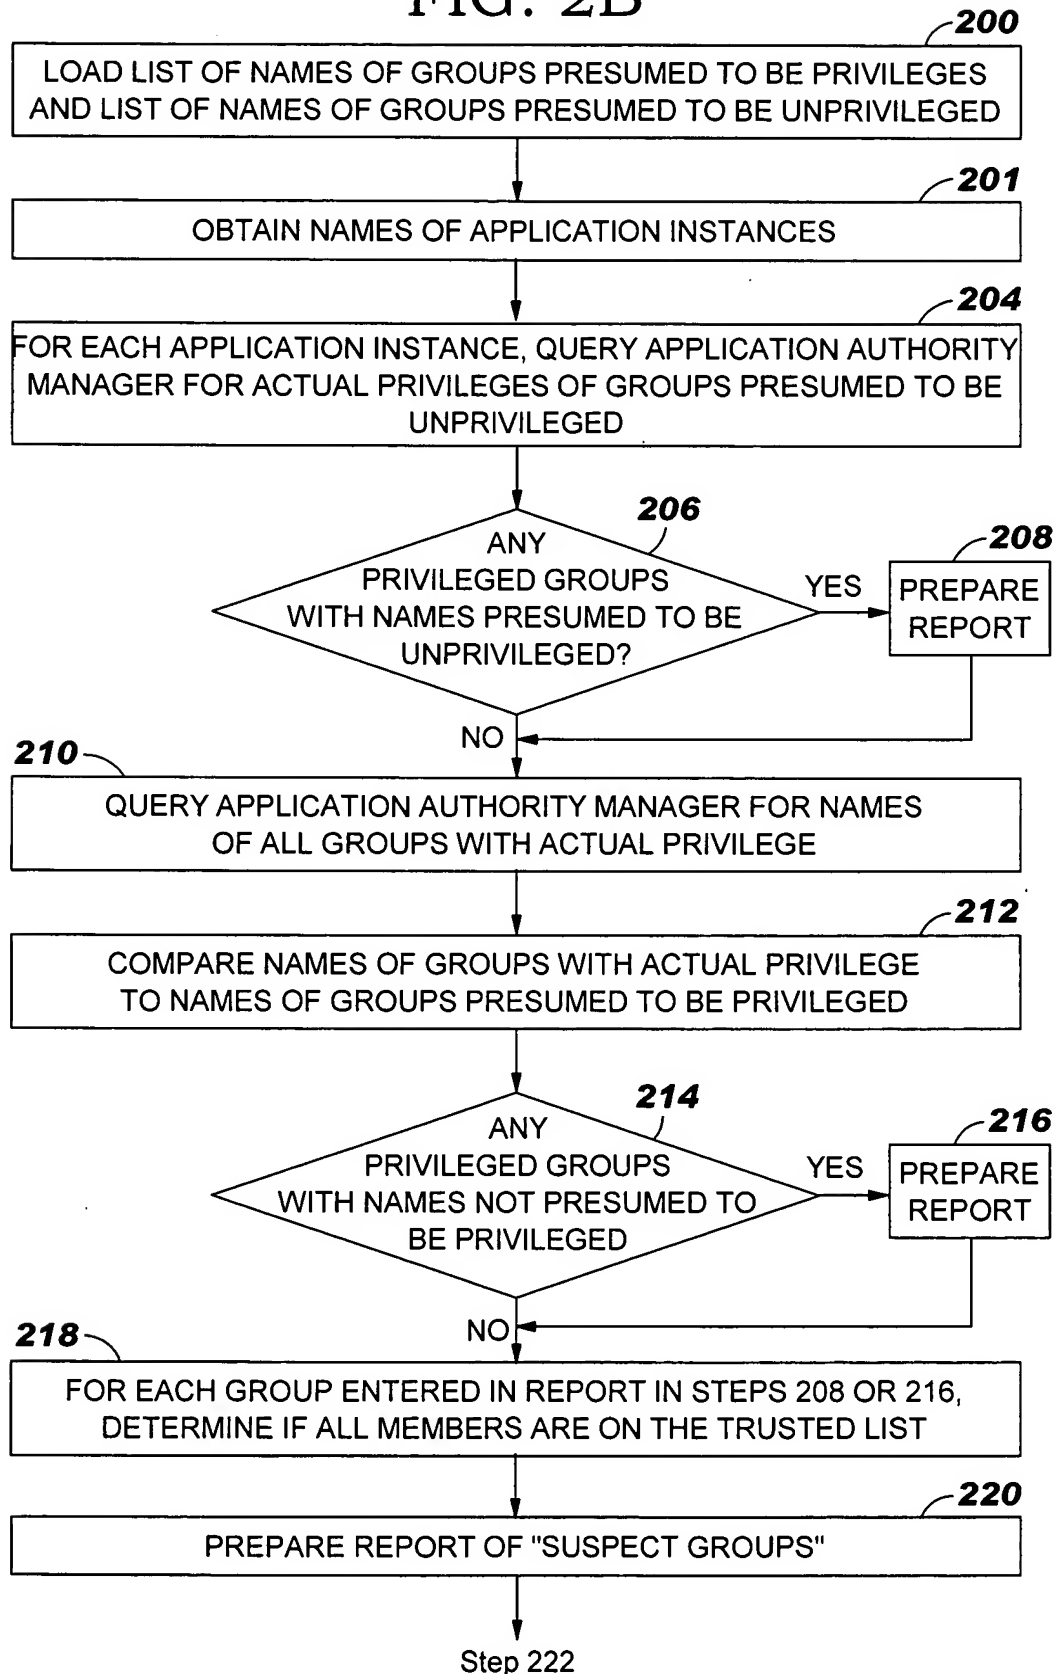 FIG. 2B
200
LOAD LIST OF NAMES OF GROUPS PRESUMED TO BE PRIVILEGES
AND LIST OF NAMES OF GROUPS PRESUMED TO BE UNPRIVILEGED
201
OBTAIN NAMES OF APPLICATION INSTANCES
204
FOR EACH APPLICATION INSTANCE, QUERY APPLICATION AUTHORITY
MANAGER FOR ACTUAL PRIVILEGES OF GROUPS PRESUMED TO BE
UNPRIVILEGED
206
ANY
PRIVILEGED GROUPS
WITH NAMES PRESUMED TO BE
UNPRIVILEGED?
YES
208
PREPARE
REPORT
NO
210
QUERY APPLICATION AUTHORITY MANAGER FOR NAMES
OF ALL GROUPS WITH ACTUAL PRIVILEGE
212
COMPARE NAMES OF GROUPS WITH ACTUAL PRIVILEGE
TO NAMES OF GROUPS PRESUMED TO BE PRIVILEGED
214
ANY
PRIVILEGED GROUPS
WITH NAMES NOT PRESUMED TO
BE PRIVILEGED
YES
216
PREPARE
REPORT
NO
218
FOR EACH GROUP ENTERED IN REPORT IN STEPS 208 OR 216,
DETERMINE IF ALL MEMBERS ARE ON THE TRUSTED LIST
220
PREPARE REPORT OF "SUSPECT GROUPS"
Step 222